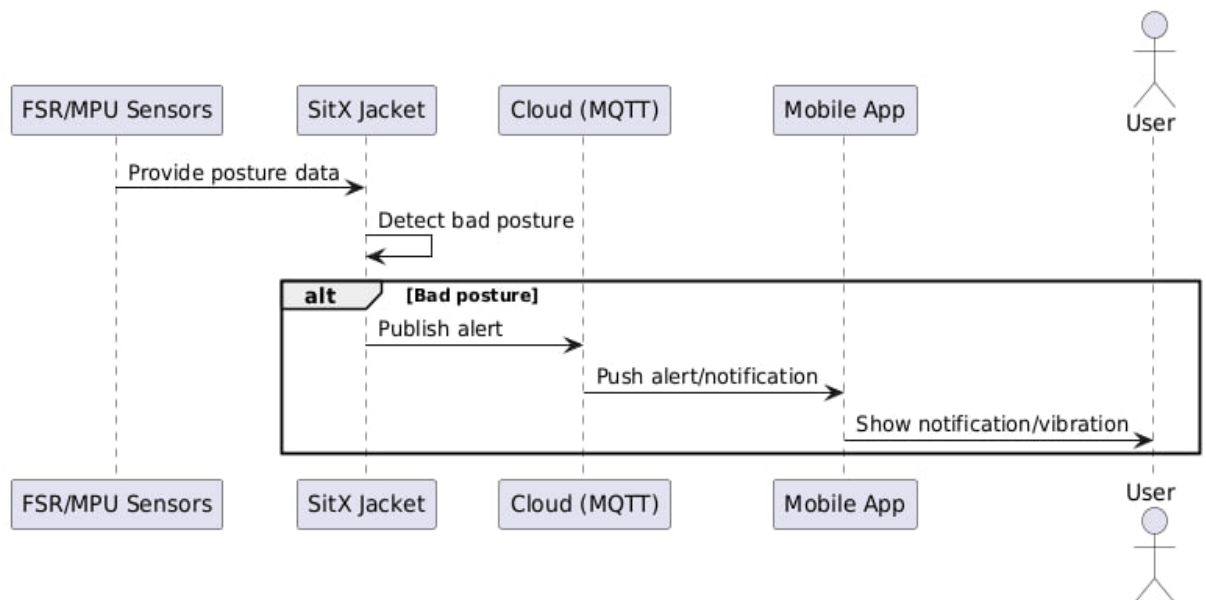 User
FSR/MPU Sensors
SitX Jacket
Cloud (MQTT)
Mobile App
Provide posture data
Detect bad posture
alt
[Bad posture]
Publish alert
Push alert/notification
Show notification/vibration
FSR/MPU Sensors
SitX Jacket
Cloud (MQTT)
Mobile App
User